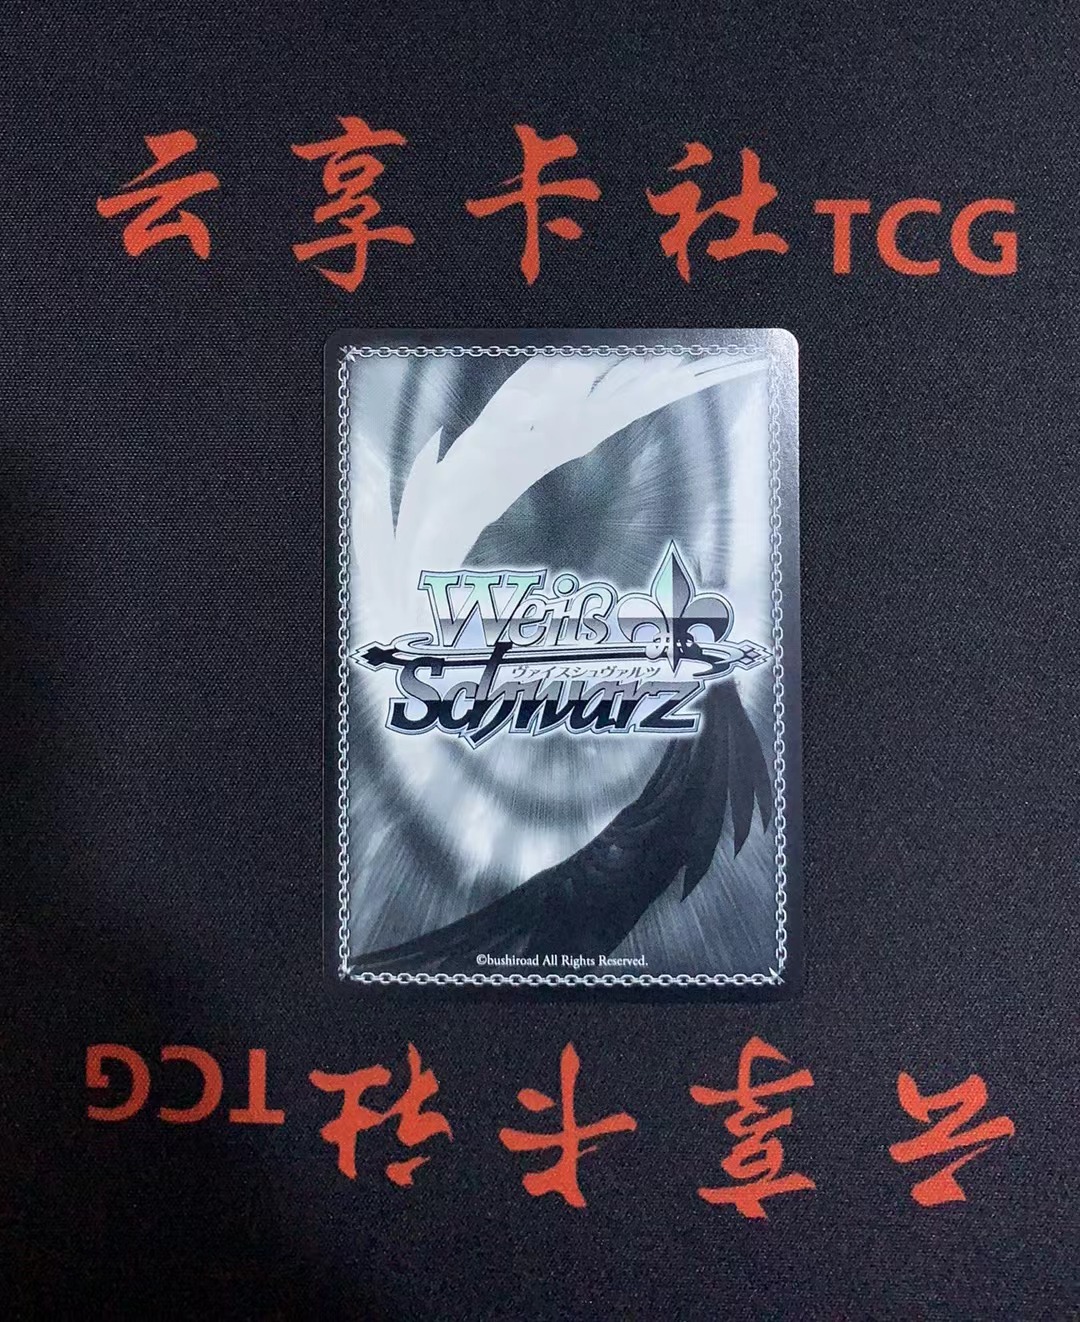 云享卡社TCG
Weiß
ヴァイスシュヴァルツ
Schwarz
©bushiroad All Rights Reserved.
云享卡社TCG